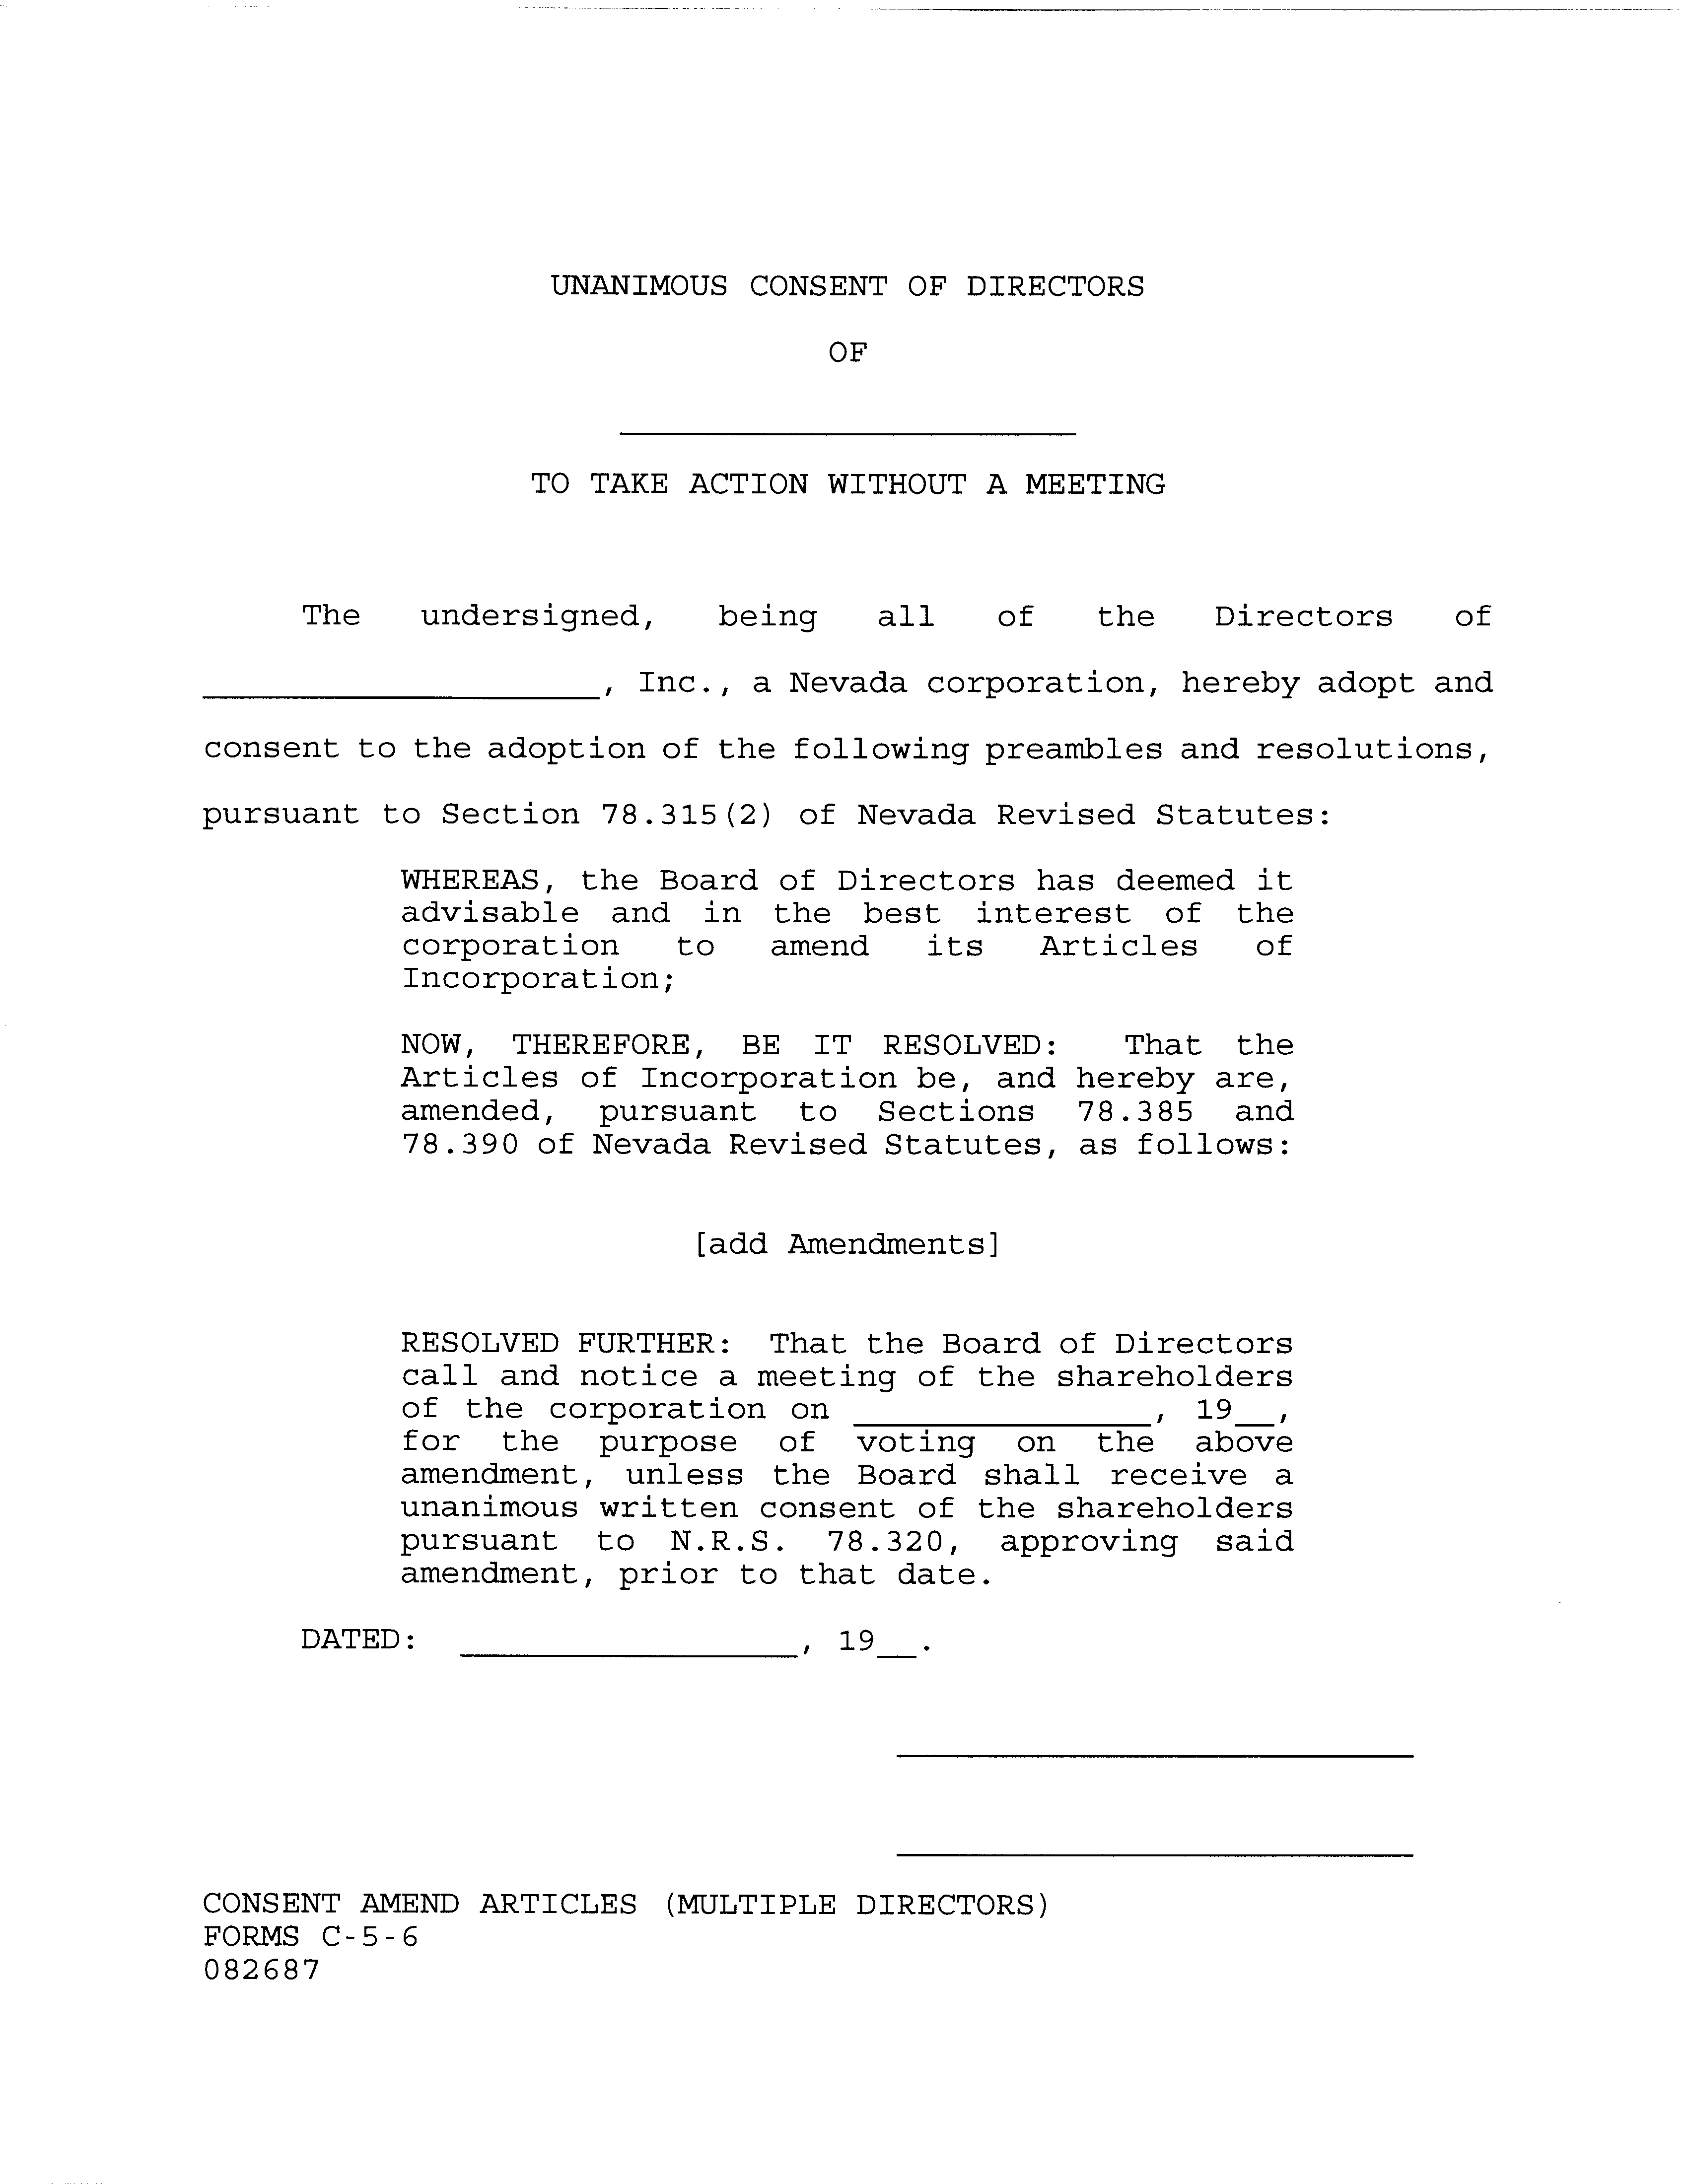 UNANIMOUS CONSENT OF DIRECTORS
OF
____________________
TO TAKE ACTION WITHOUT A MEETING
The undersigned, being all of the Directors of
____________________, Inc., a Nevada corporation, hereby adopt and
consent to the adoption of the following preambles and resolutions,
pursuant to Section 78.315(2) of Nevada Revised Statutes:
WHEREAS, the Board of Directors has deemed it
advisable and in the best interest of the
corporation to amend its Articles of
Incorporation;
NOW, THEREFORE, BE IT RESOLVED: That the
Articles of Incorporation be, and hereby are,
amended, pursuant to Sections 78.385 and
78.390 of Nevada Revised Statutes, as follows:
[add Amendments]
RESOLVED FURTHER: That the Board of Directors
call and notice a meeting of the shareholders
of the corporation on _______________, 19__,
for the purpose of voting on the above
amendment, unless the Board shall receive a
unanimous written consent of the shareholders
pursuant to N.R.S. 78.320, approving said
amendment, prior to that date.
DATED: _________________, 19__.
CONSENT AMEND ARTICLES (MULTIPLE DIRECTORS)
FORMS C-5-6
082687